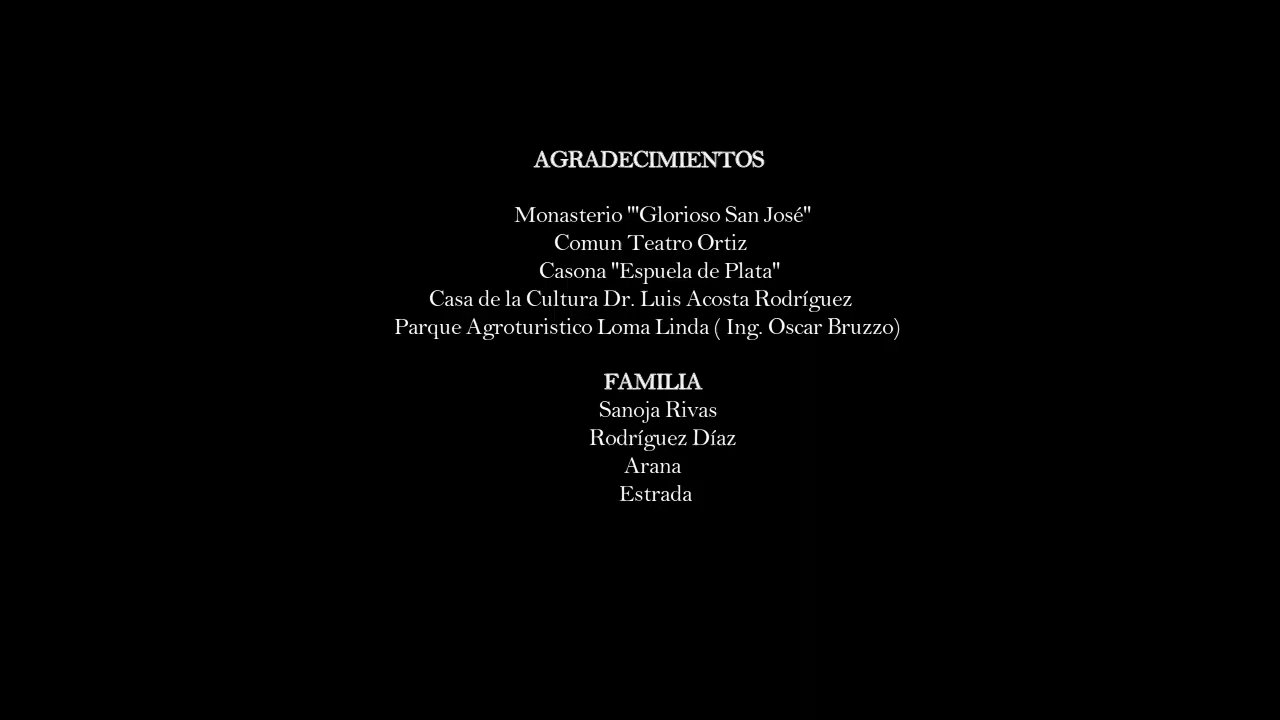 AGRADECIMIENTOS
Monasterio "'Glorioso San José"
Comun Teatro Ortiz
Casona "Espuela de Plata"
Casa de la Cultura Dr. Luis Acosta Rodríguez
Parque Agroturistico Loma Linda ( Ing. Oscar Bruzzo)
FAMILIA
Sanoja Rivas
Rodríguez Díaz
Arana
Estrada